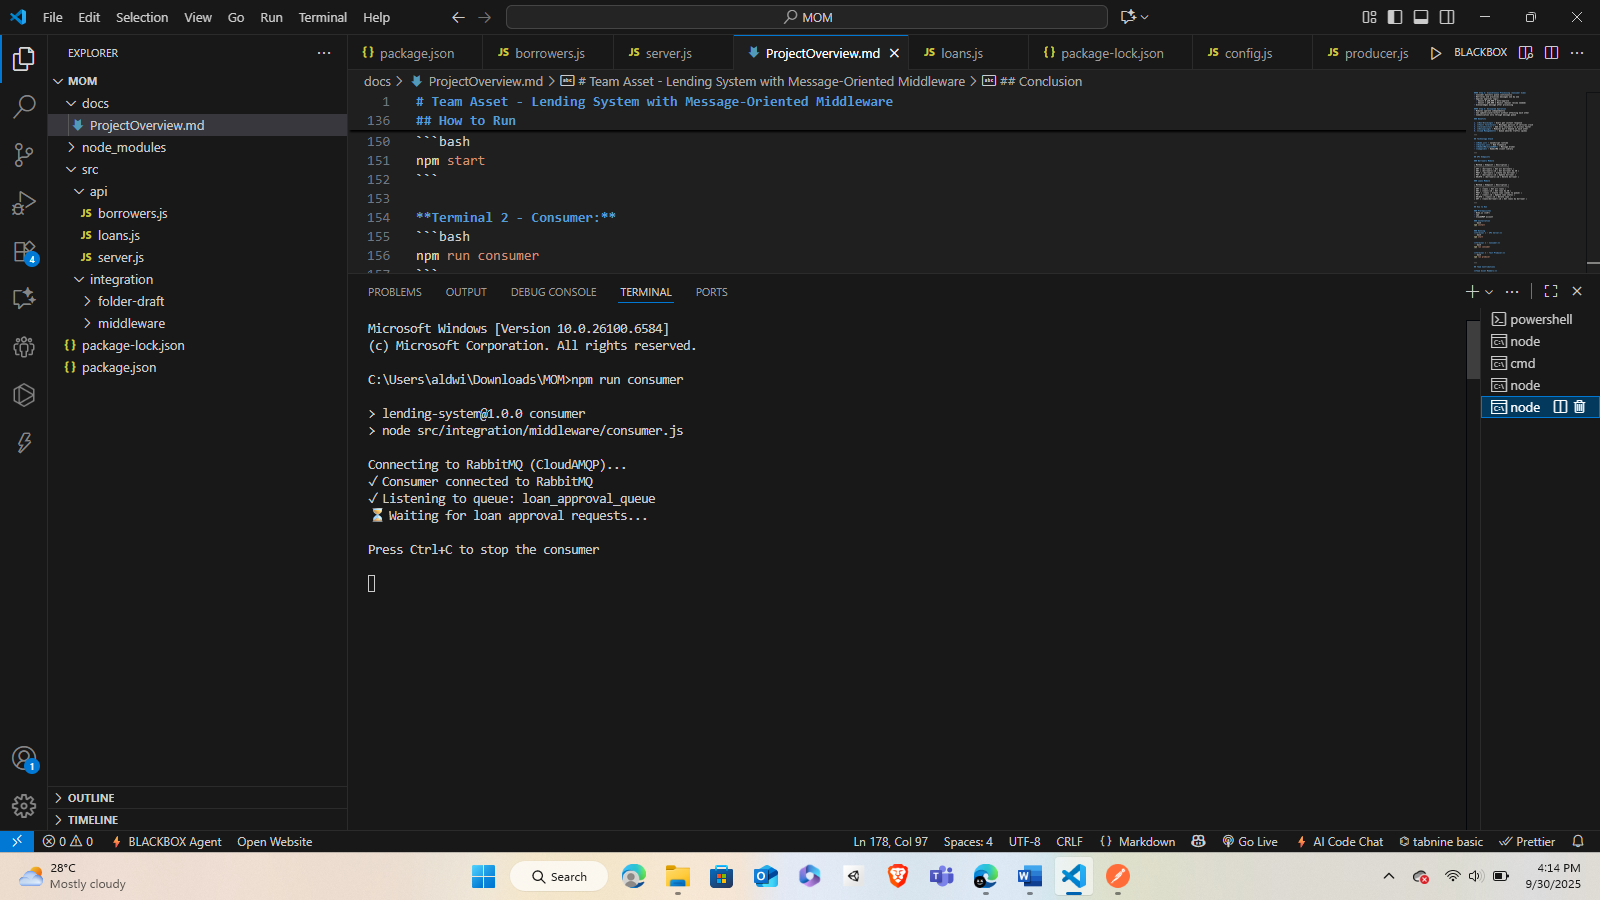 File Edit Selection View Go Run Terminal Help
MOM
EXPLORER
MOM
docs
ProjectOverview.md
node_modules
src
api
JS borrowers.js
JS loans.js
JS server.js
integration
folder-draft
middleware
{} package-lock.json
{} package.json
OUTLINE
TIMELINE
4
1
{} package.json JS borrowers.js JS server.js ProjectOverview.md JS loans.js {} package-lock.json JS config.js JS producer.js BLACKBOX
docs > ProjectOverview.md > # Team Asset - Lending System with Message-Oriented Middleware > ## Conclusion
1 # Team Asset - Lending System with Message-Oriented Middleware
136 ## How to Run
150 ```bash
151 npm start
152 ```
153
154 **Terminal 2 - Consumer:**
155 ```bash
156 npm run consumer
157 ```
PROBLEMS OUTPUT DEBUG CONSOLE TERMINAL PORTS
Microsoft Windows [Version 10.0.26100.6584]
(c) Microsoft Corporation. All rights reserved.
C:\Users\aldwi\Downloads\MOM>npm run consumer
> lending-system@1.0.0 consumer
> node src/integration/middleware/consumer.js
Connecting to RabbitMQ (CloudAMQP)...
✓ Consumer connected to RabbitMQ
✓ Listening to queue: loan_approval_queue
⏳ Waiting for loan approval requests...
Press Ctrl+C to stop the consumer
powershell
node
cmd
node
node
0 0 BLACKBOX Agent Open Website Ln 178, Col 97 Spaces: 4 UTF-8 CRLF {} Markdown Go Live AI Code Chat tabnine basic Prettier
28°C
Mostly cloudy
Search
4:14 PM
9/30/2025